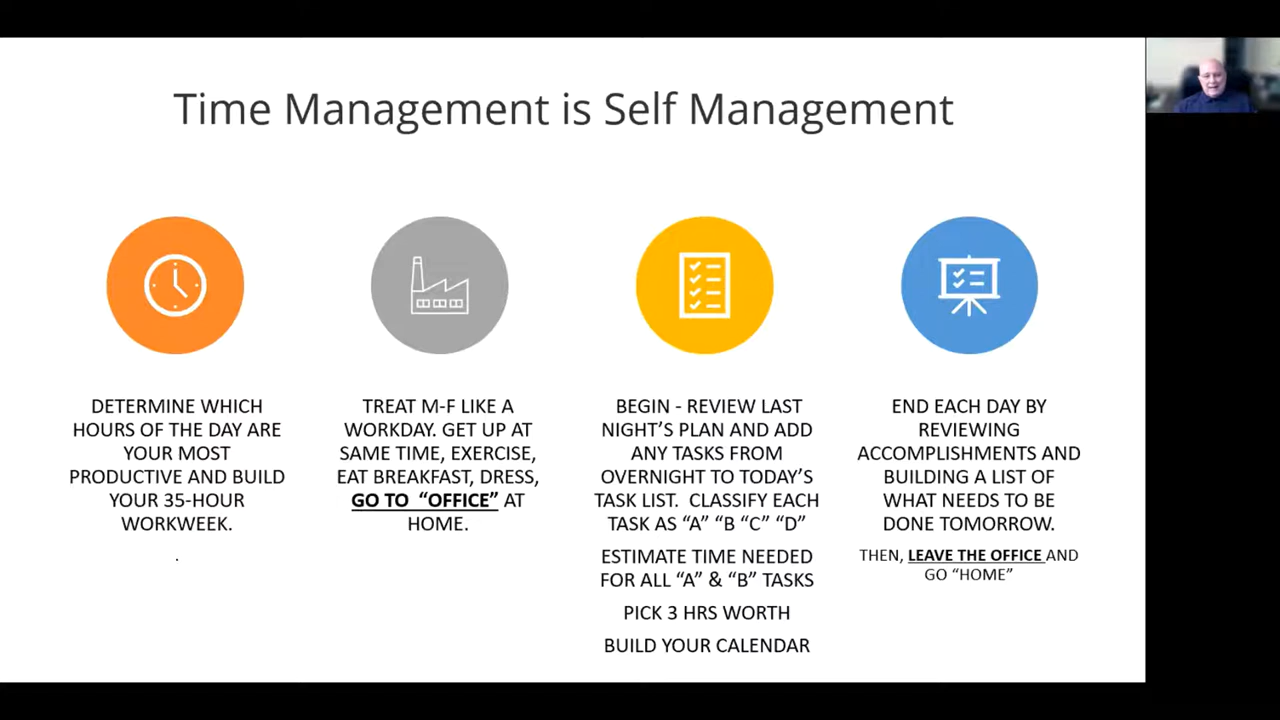 Time Management is Self Management
DETERMINE WHICH
HOURS OF THE DAY ARE
YOUR MOST
PRODUCTIVE AND BUILD
YOUR 35-HOUR
WORKWEEK.
.
TREAT M-F LIKE A
WORKDAY. GET UP AT
SAME TIME, EXERCISE,
EAT BREAKFAST, DRESS,
GO TO “OFFICE” AT
HOME.
BEGIN - REVIEW LAST
NIGHT’S PLAN AND ADD
ANY TASKS FROM
OVERNIGHT TO TODAY’S
TASK LIST. CLASSIFY EACH
TASK AS “A” “B “C” “D”
ESTIMATE TIME NEEDED
FOR ALL “A” & “B” TASKS
PICK 3 HRS WORTH
BUILD YOUR CALENDAR
END EACH DAY BY
REVIEWING
ACCOMPLISHMENTS AND
BUILDING A LIST OF
WHAT NEEDS TO BE
DONE TOMORROW.
THEN, LEAVE THE OFFICE AND
GO “HOME”